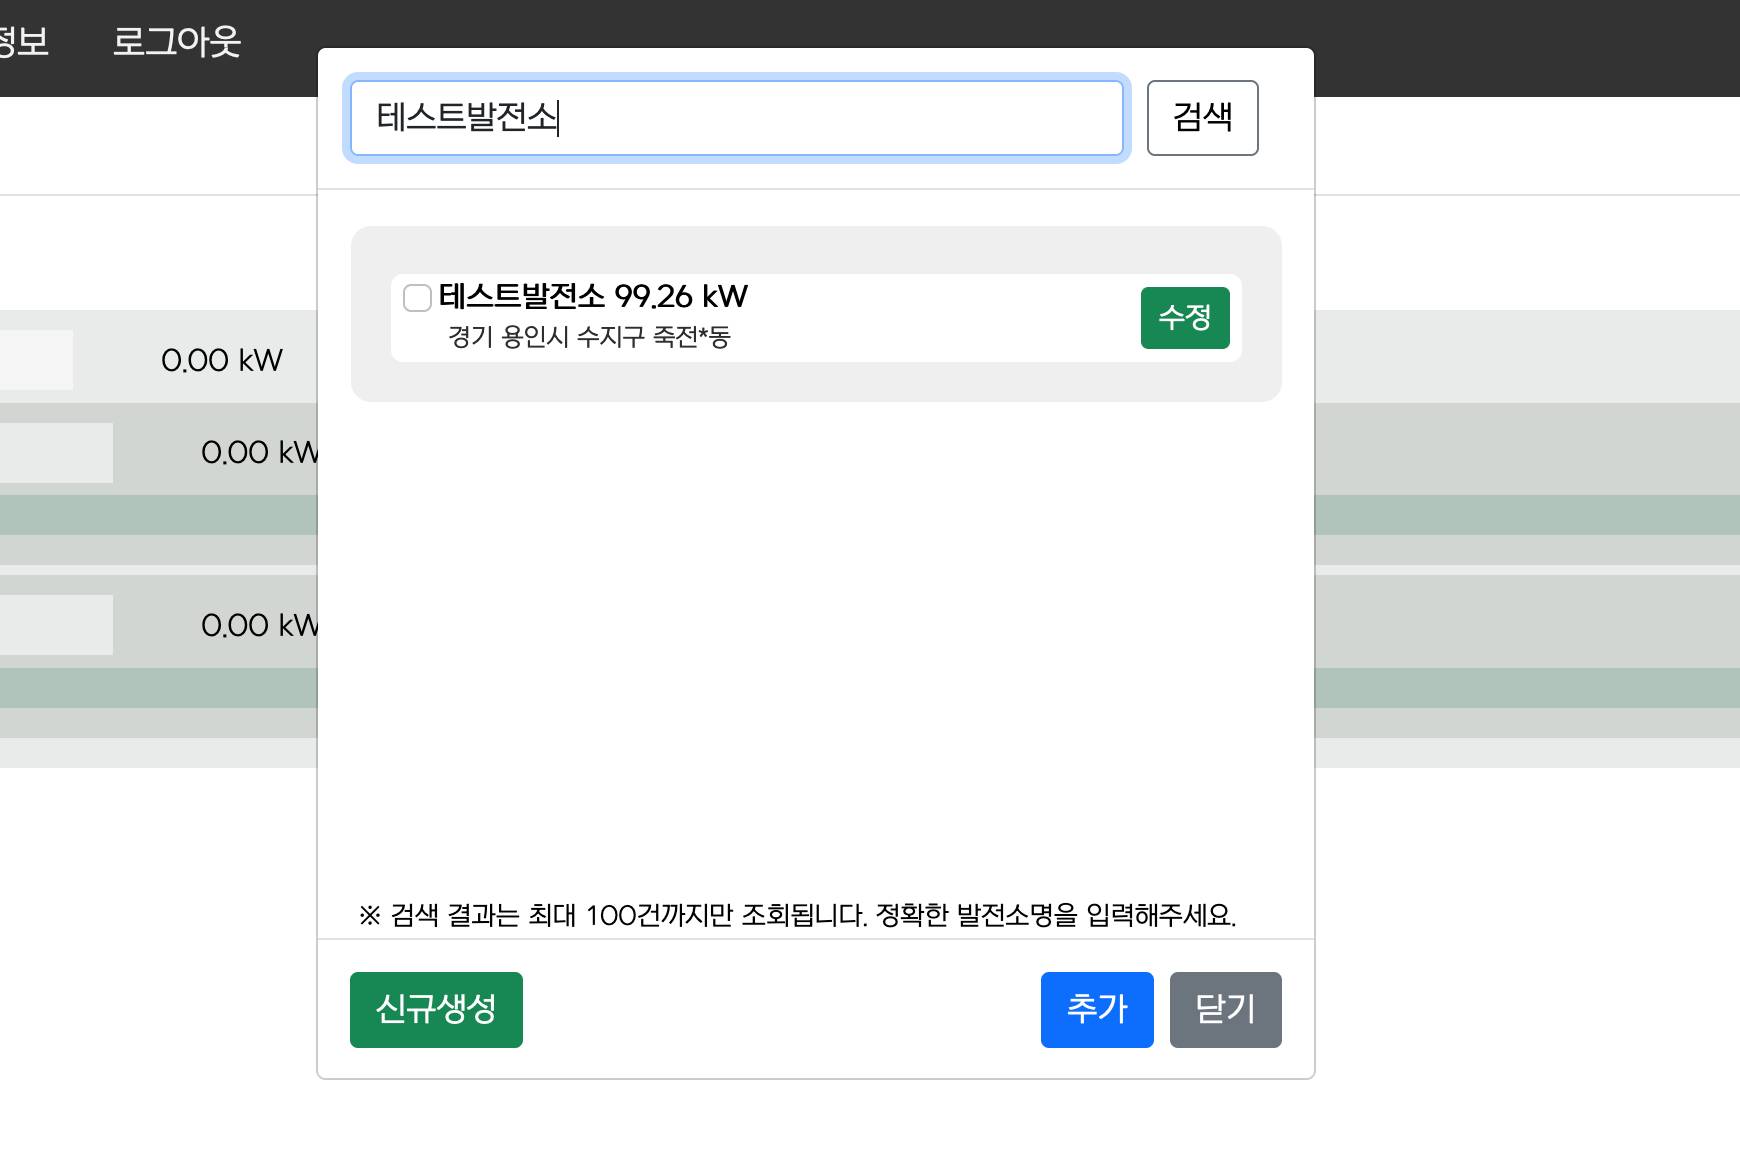 정보 로그아웃
테스트발전소 검색
테스트발전소 99.26 kW
경기 용인시 수지구 죽전*동
수정
0.00 kW
0.00 kW
0.00 kW
※ 검색 결과는 최대 100건까지만 조회됩니다. 정확한 발전소명을 입력해주세요.
신규생성 추가 닫기